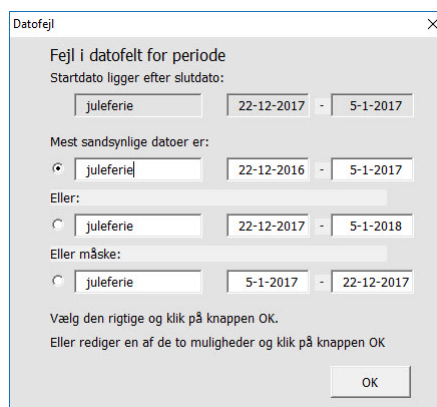 Datofejl
Fejl i datofelt for periode
Startdato ligger efter slutdato:
juleferie 22-12-2017 - 5-1-2017
Mest sandsynlige datoer er:
juleferie 22-12-2016 - 5-1-2017
Eller:
juleferie 22-12-2017 - 5-1-2018
Eller måske:
juleferie 5-1-2017 - 22-12-2017
Vælg den rigtige og klik på knappen OK.
Eller rediger en af de to muligheder og klik på knappen OK
OK